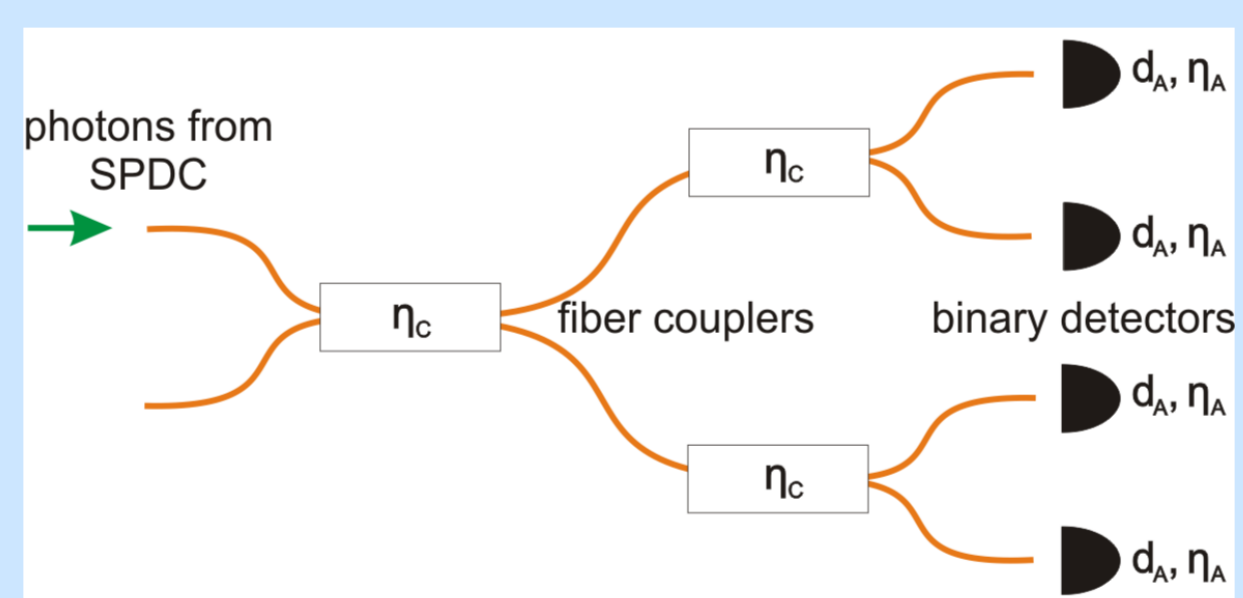 photons from
SPDC
η_C
η_C
η_C
fiber couplers
binary detectors
d_A, η_A
d_A, η_A
d_A, η_A
d_A, η_A